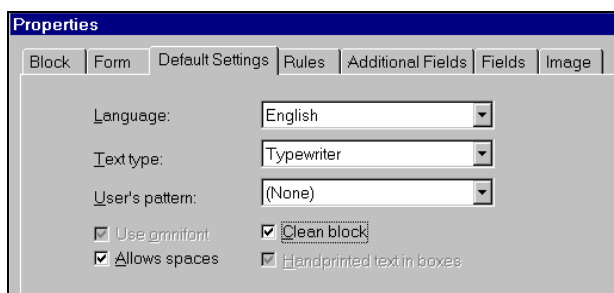 Properties
Block Form Default Settings Rules Additional Fields Fields Image
Language: English
Text type: Typewriter
User's pattern: (None)
Use omnifont Clean block
Allows spaces Handprinted text in boxes